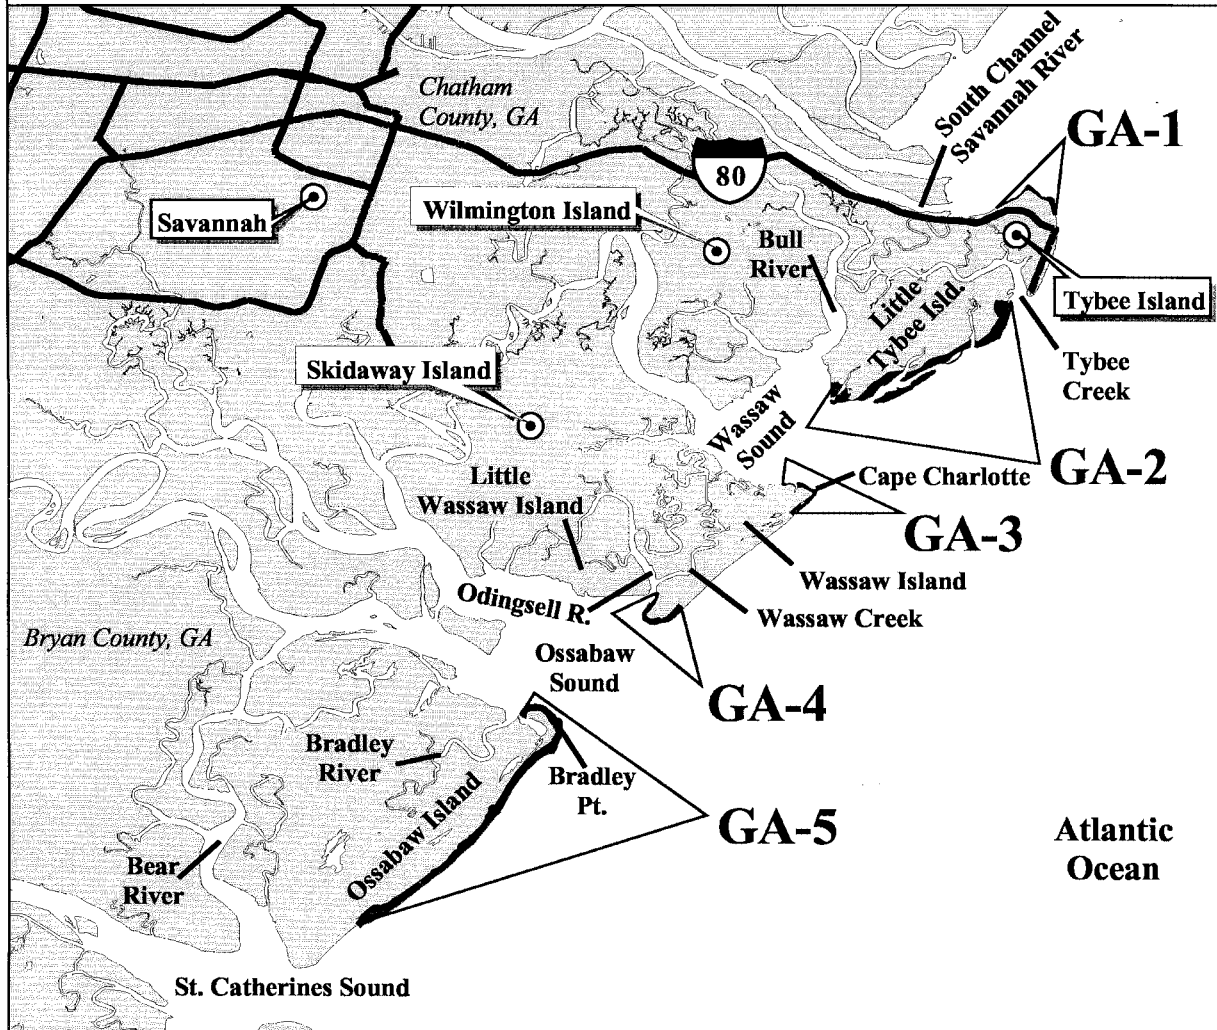 Chatham
County, GA
South Channel
Savannah River
GA-1
80
Savannah
Wilmington Island
Bull
River
Little
Tybee Isld.
Tybee Island
Tybee
Creek
Skidaway Island
Wassaw
Sound
GA-2
Cape Charlotte
Little
Wassaw Island
GA-3
Wassaw Island
Odingsell R.
Wassaw Creek
Bryan County, GA
Ossabaw
Sound
GA-4
Bradley
River
Bradley
Pt.
Ossabaw Island
GA-5
Atlantic
Ocean
Bear
River
St. Catherines Sound